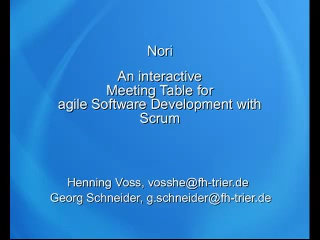 Nori
An interactive
Meeting Table for
agile Software Development with
Scrum
Henning Voss, vosshe@fh-trier.de
Georg Schneider, g.schneider@fh-trier.de